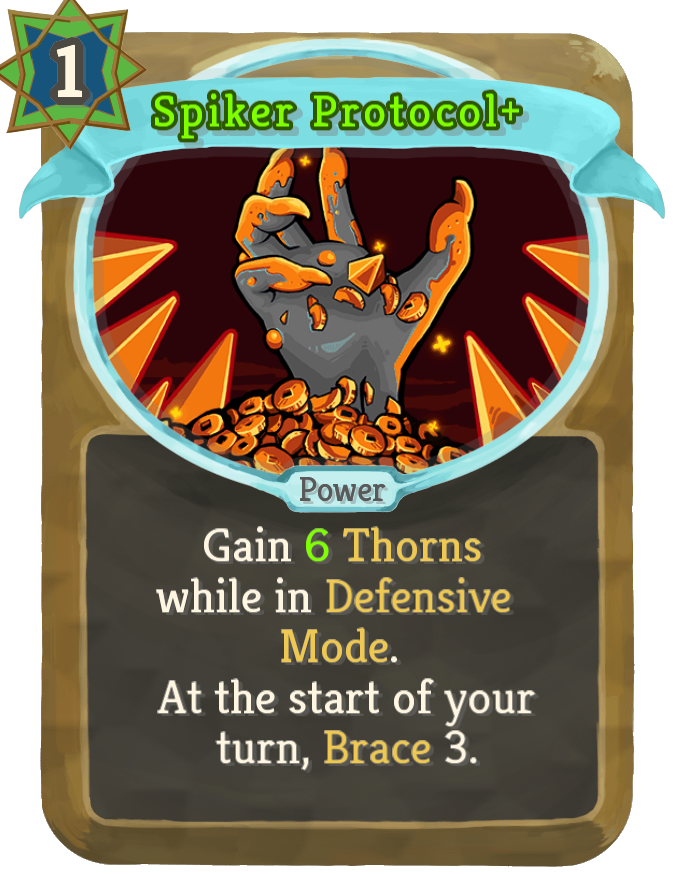 1
Spiker Protocol+
Power
Gain 6 Thorns
while in Defensive
Mode.
At the start of your
turn, Brace 3.